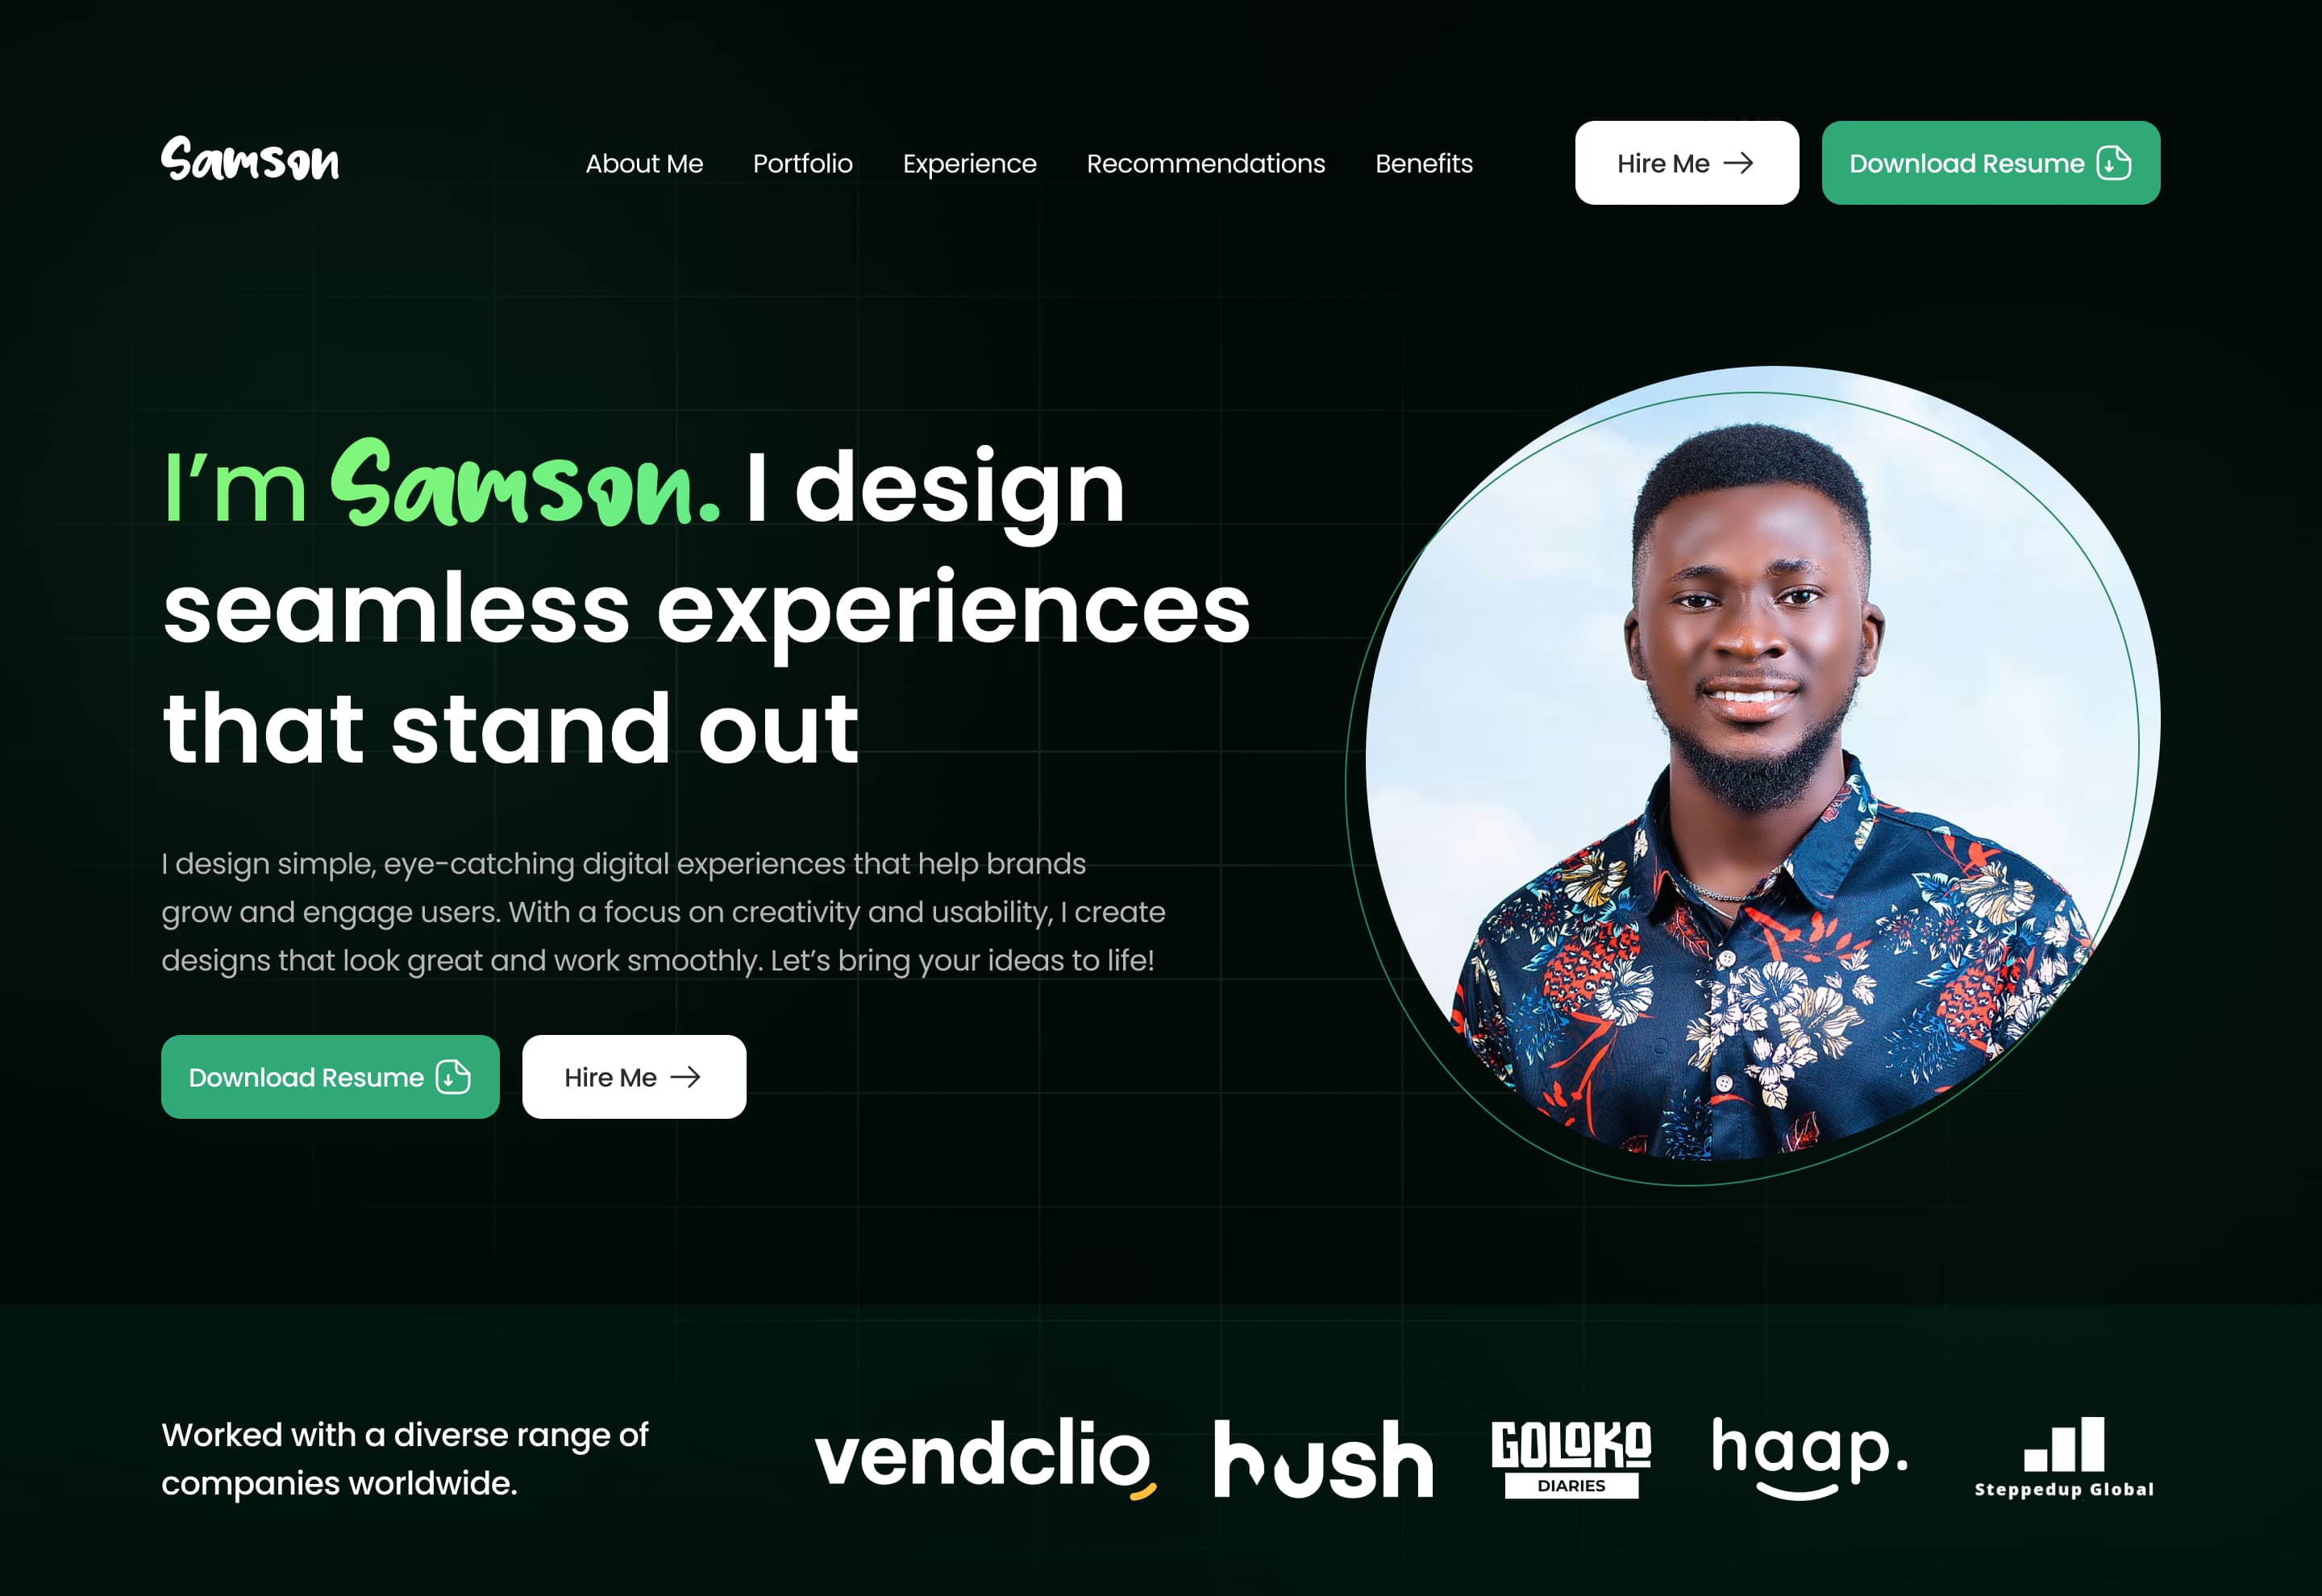 Samson
About Me
Portfolio
Experience
Recommendations
Benefits
Hire Me
Download Resume
I’m Samson. I design
seamless experiences
that stand out
I design simple, eye-catching digital experiences that help brands
grow and engage users. With a focus on creativity and usability, I create
designs that look great and work smoothly. Let’s bring your ideas to life!
Download Resume
Hire Me
Worked with a diverse range of
companies worldwide.
vendclio
hush
GOLOKO
DIARIES
haap.
Steppedup Global